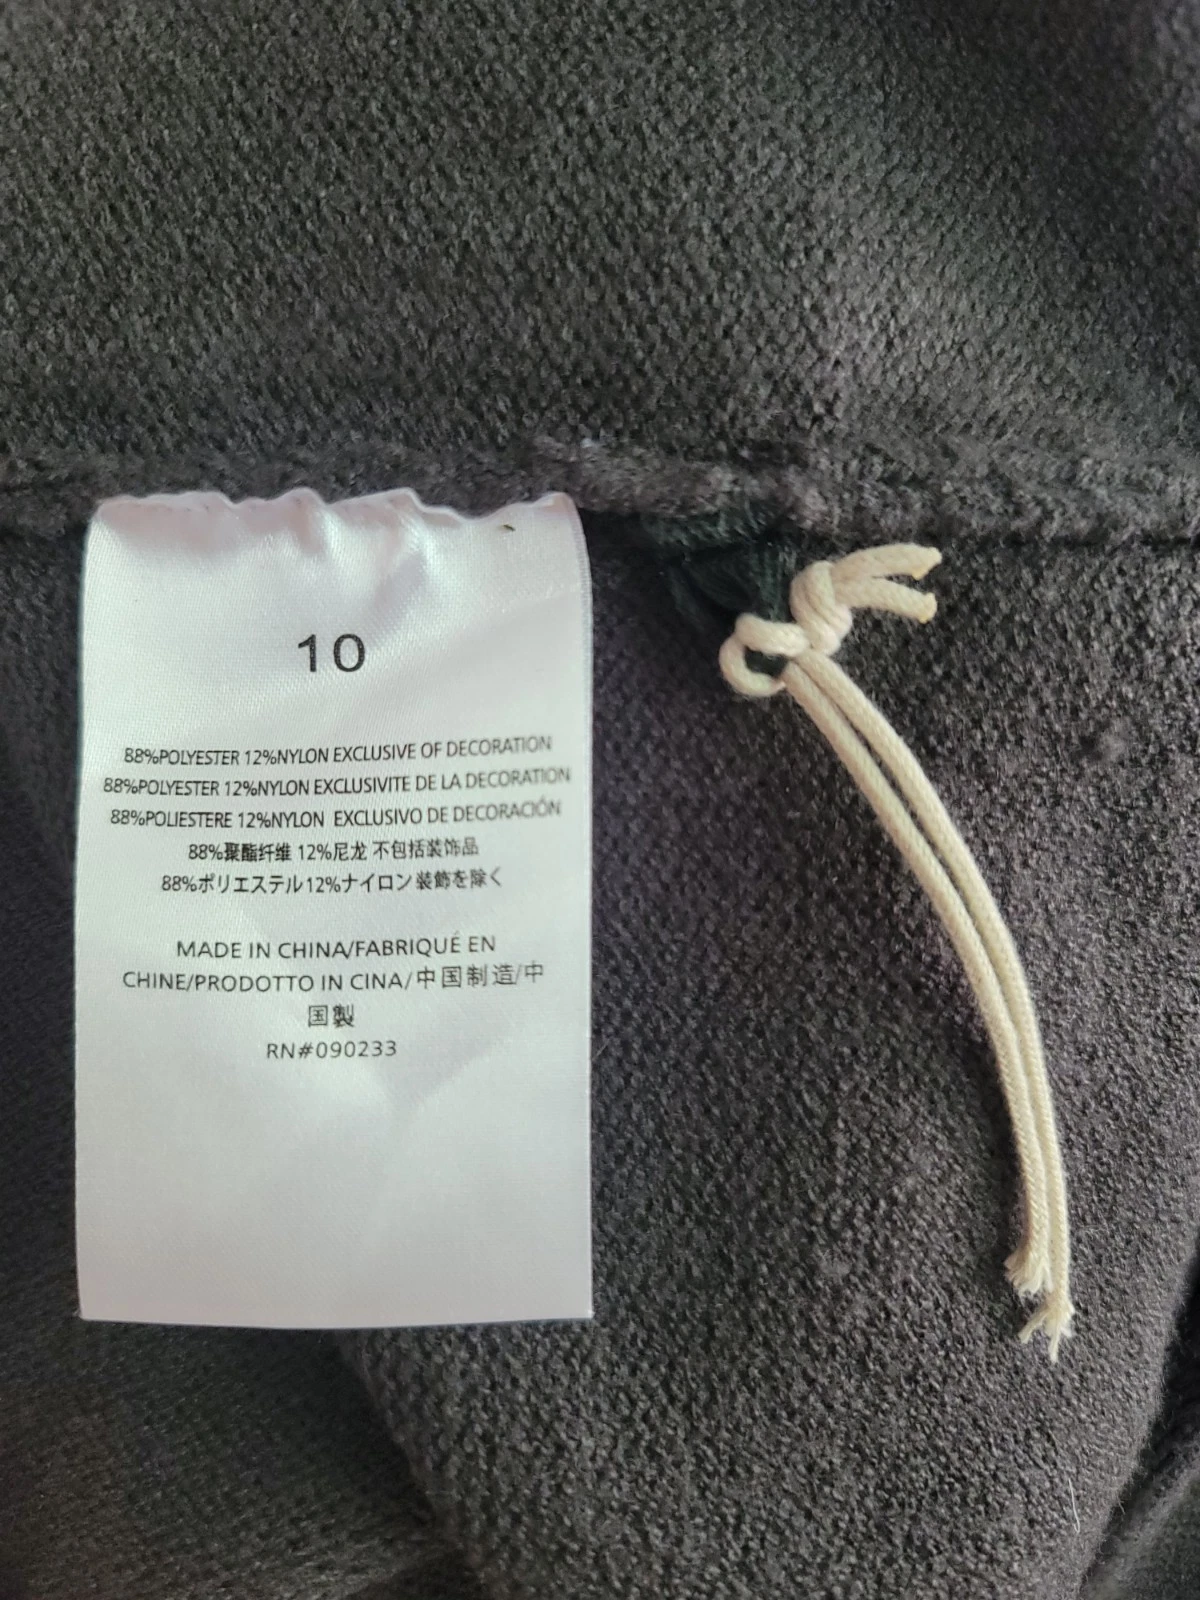 10
88%POLYESTER 12%NYLON EXCLUSIVE OF DECORATION
88%POLYESTER 12%NYLON EXCLUSIVITE DE LA DECORATION
88%POLIESTERE 12%NYLON EXCLUSIVO DE DECORACIÓN
88%聚酯纤维 12%尼龙 不包括装饰品
88%ポリエステル12%ナイロン 装飾を除く
MADE IN CHINA/FABRIQUÉ EN
CHINE/PRODOTTO IN CINA/中国制造/中
国製
RN#090233